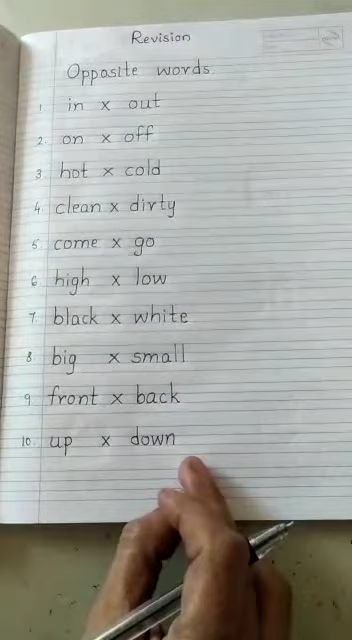 Revision
Opposite words
1. in x out
2. on x off
3. hot x cold
4. clean x dirty
5. come x go
6. high x low
7. black x white
8. big x small
9. front x back
10. up x down